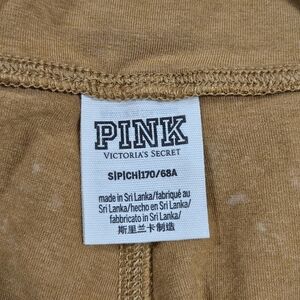 PINK
VICTORIA'S SECRET
S|P|CH|170/68A
made in Sri Lanka/fabriqué au
Sri Lanka/hecho en Sri Lanka/
fabbricato in Sri Lanka/
斯里兰卡制造